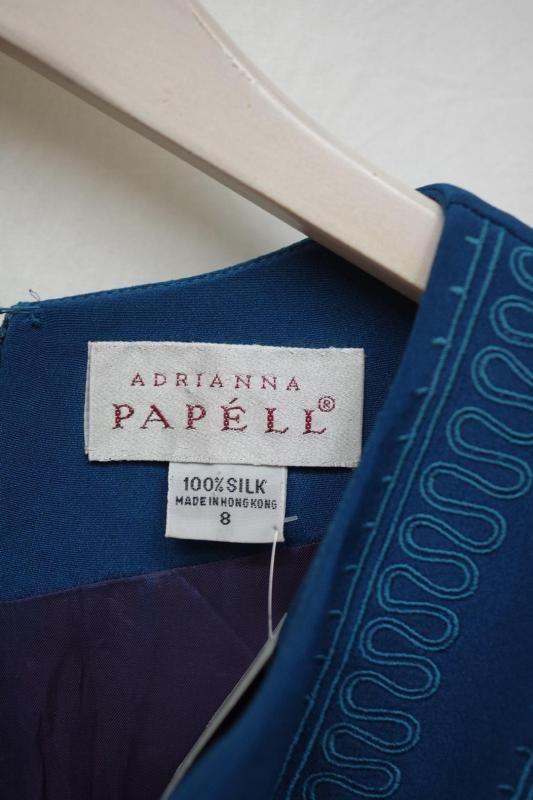 ADRIANNA
PAPÉLL®
100% SILK
MADE IN HONG KONG
8